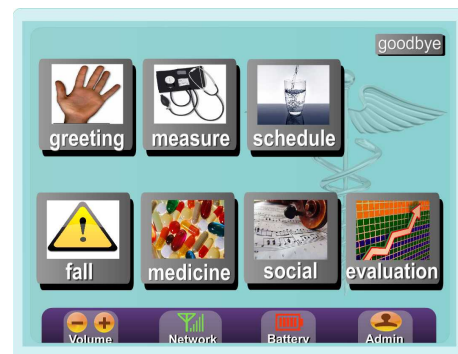 goodbye
greeting measure schedule
fall medicine social evaluation
Volume Network Battery Admin